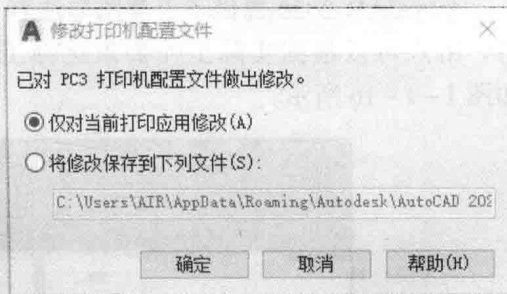 修改打印机配置文件
已对 PC3 打印机配置文件做出修改。
仅对当前打印应用修改(A)
将修改保存到下列文件(S):
C:\Users\AIR\AppData\Roaming\Autodesk\AutoCAD 202
确定 取消 帮助(H)